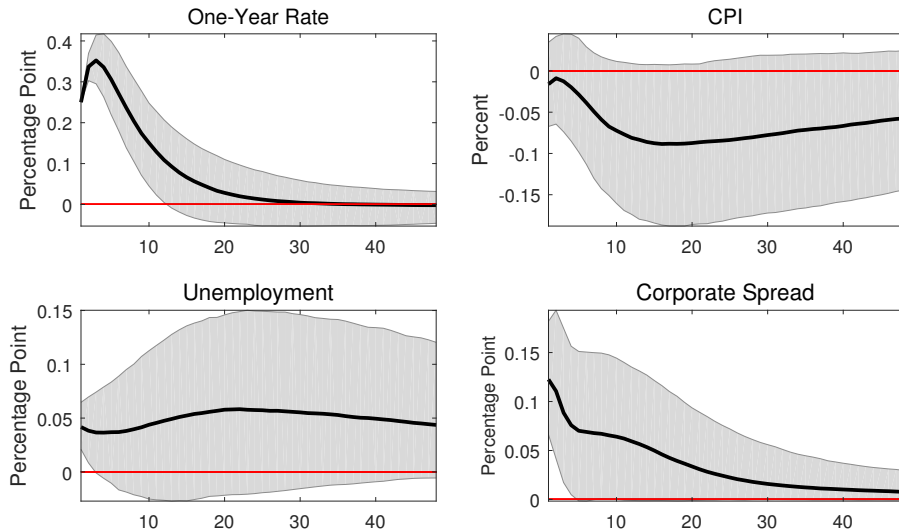 One-Year Rate
Percentage Point
0.4
0.3
0.2
0.1
0
10 20 30 40
CPI
Percent
0
-0.05
-0.1
-0.15
10 20 30 40
Unemployment
Percentage Point
0.15
0.1
0.05
0
10 20 30 40
Corporate Spread
Percentage Point
0.15
0.1
0.05
0
10 20 30 40